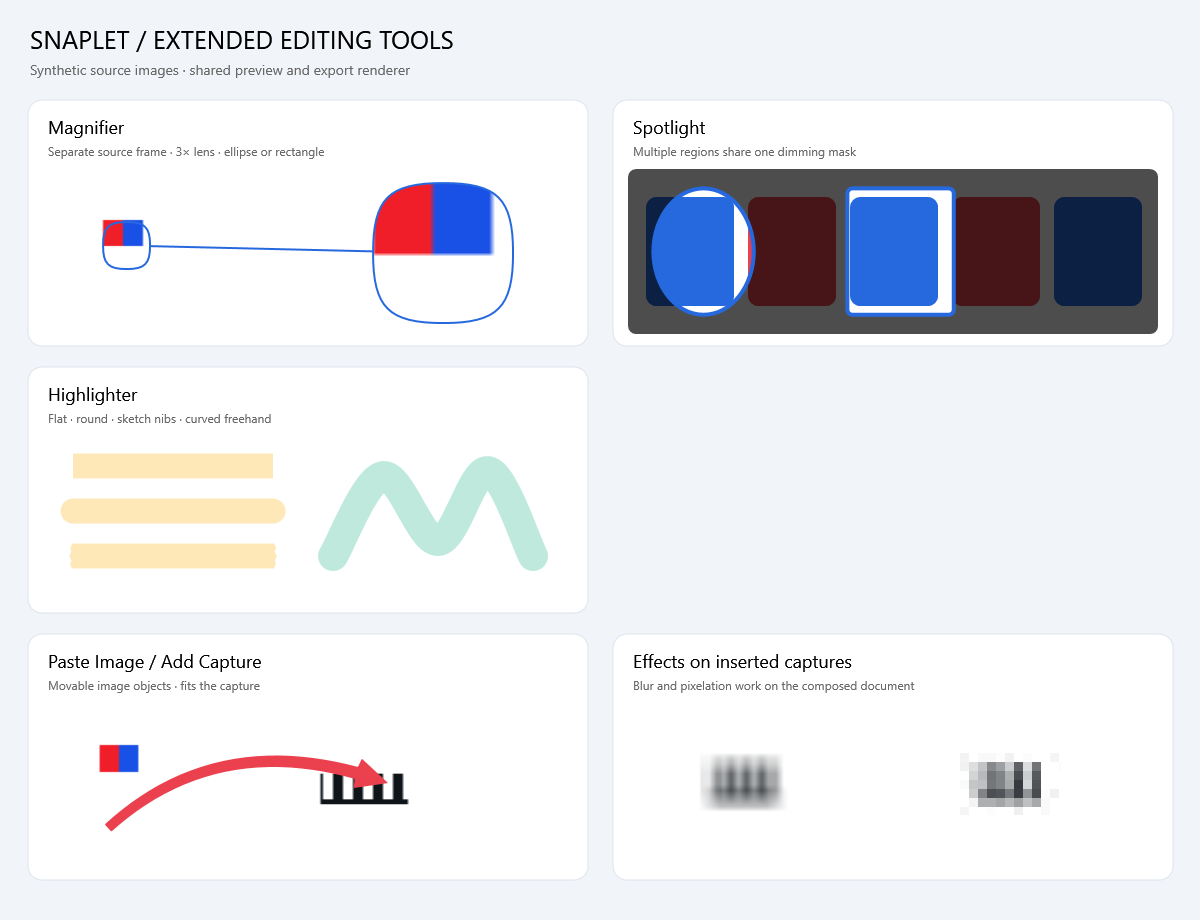 SNAPLET / EXTENDED EDITING TOOLS
Synthetic source images · shared preview and export renderer
Magnifier
Separate source frame · 3× lens · ellipse or rectangle
Spotlight
Multiple regions share one dimming mask
Highlighter
Flat · round · sketch nibs · curved freehand
Paste Image / Add Capture
Movable image objects · fits the capture
Effects on inserted captures
Blur and pixelation work on the composed document